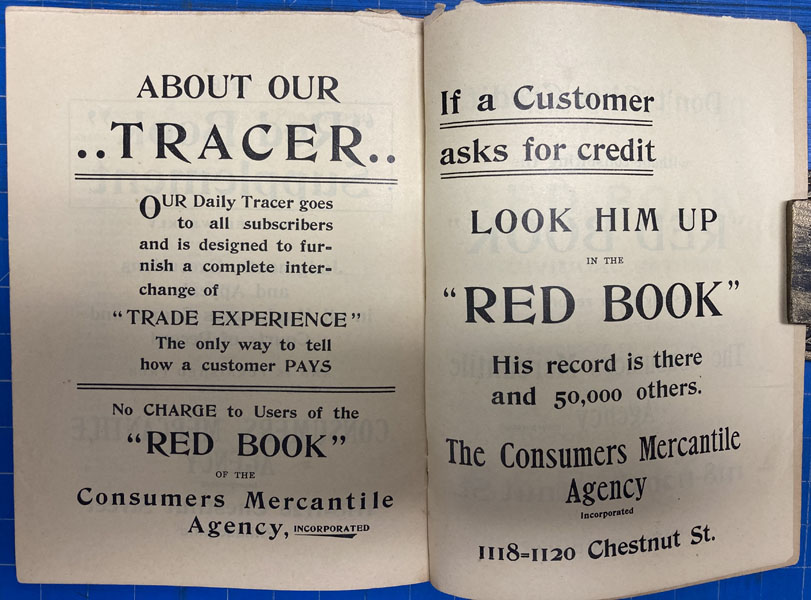 ABOUT OUR
..TRACER..
OUR Daily Tracer goes
to all subscribers
and is designed to fur-
nish a complete inter-
change of
"TRADE EXPERIENCE"
The only way to tell
how a customer PAYS
No CHARGE to Users of the
"RED BOOK"
OF THE
Consumers Mercantile
Agency, INCORPORATED
If a Customer
asks for credit
LOOK HIM UP
IN THE
"RED BOOK"
His record is there
and 50,000 others.
The Consumers Mercantile
Agency
Incorporated
1118=1120 Chestnut St.